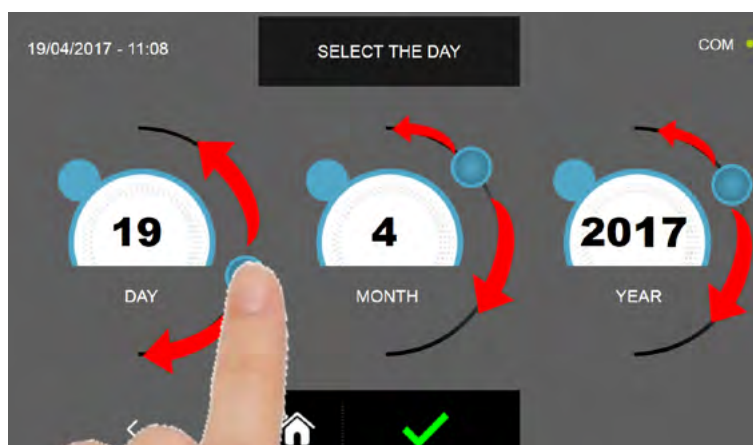 19/04/2017 - 11:08
SELECT THE DAY
COM
19
4
2017
DAY
MONTH
YEAR